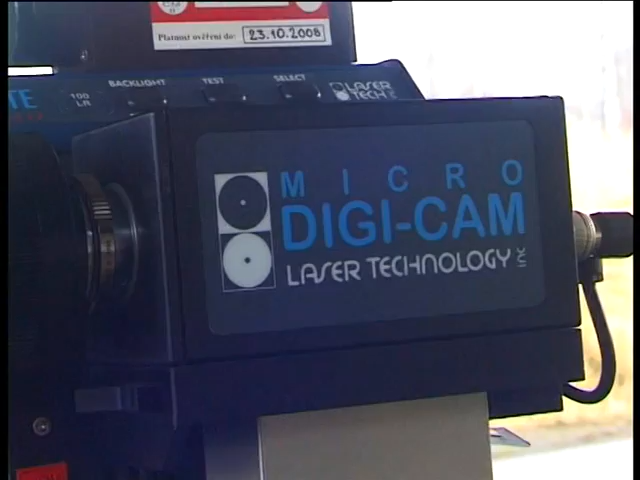 Platnost ověření do: 23.10.2008
BACKLIGHT TEST SELECT
100
LR
LASER
TECH
MICRO
DIGI-CAM
LASER TECHNOLOGY INC